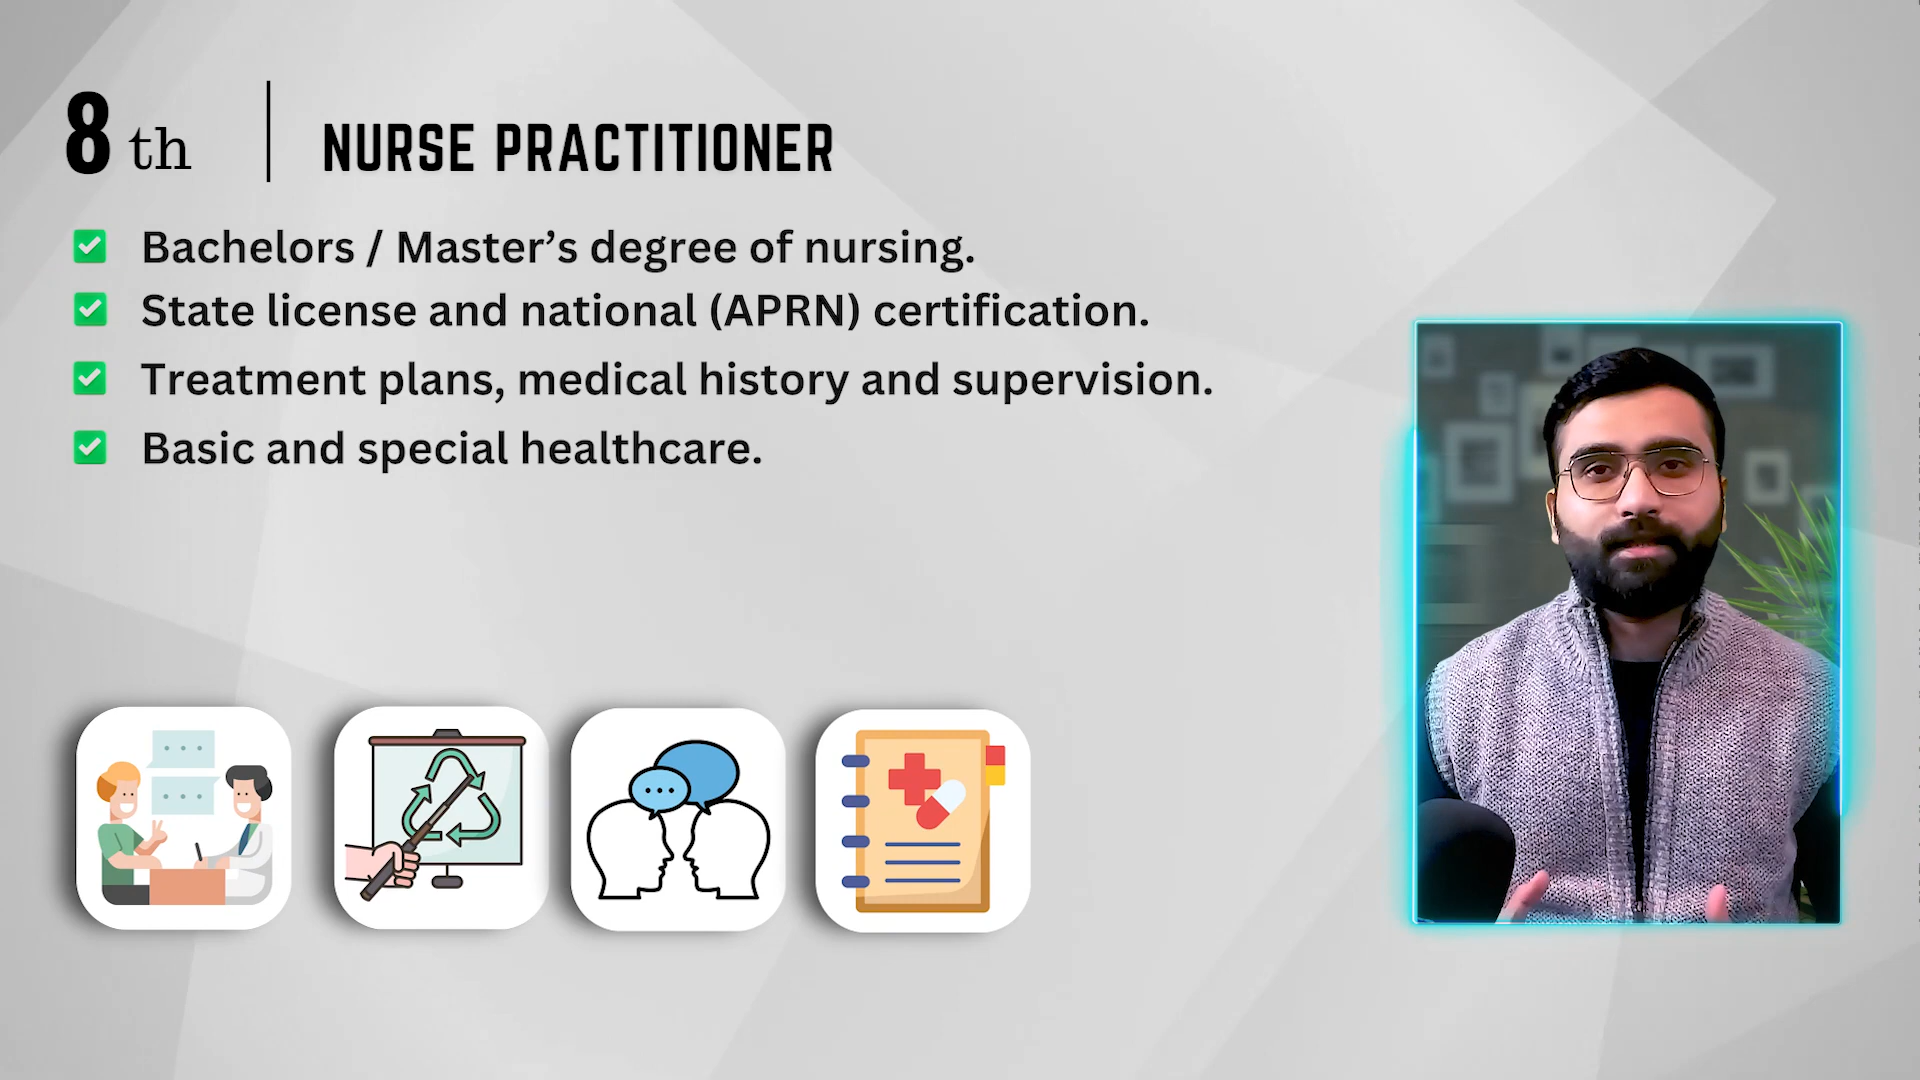 8 th
NURSE PRACTITIONER
Bachelors / Master’s degree of nursing.
State license and national (APRN) certification.
Treatment plans, medical history and supervision.
Basic and special healthcare.